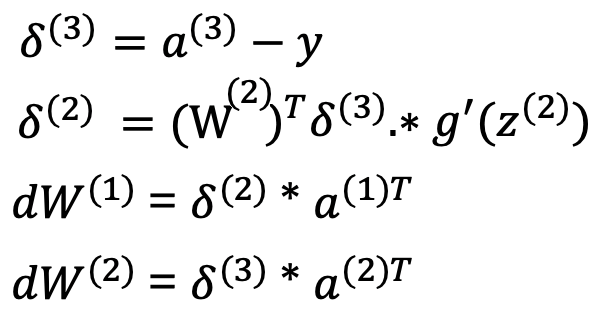 δ⁽³⁾ = a⁽³⁾ − y
δ⁽²⁾ = (W⁽²⁾)ᵀδ⁽³⁾.* g′(z⁽²⁾)
dW⁽¹⁾ = δ⁽²⁾ * a⁽¹⁾ᵀ
dW⁽²⁾ = δ⁽³⁾ * a⁽²⁾ᵀ